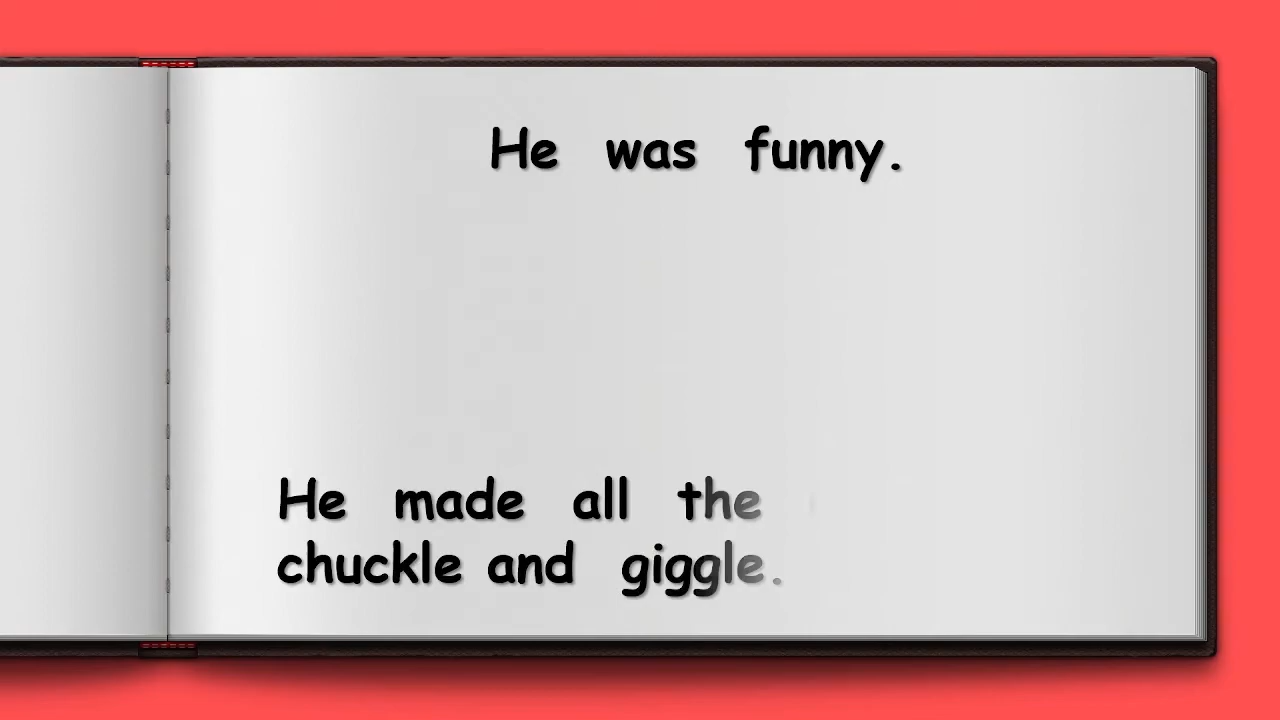 He was funny.
He made all the
chuckle and giggle.